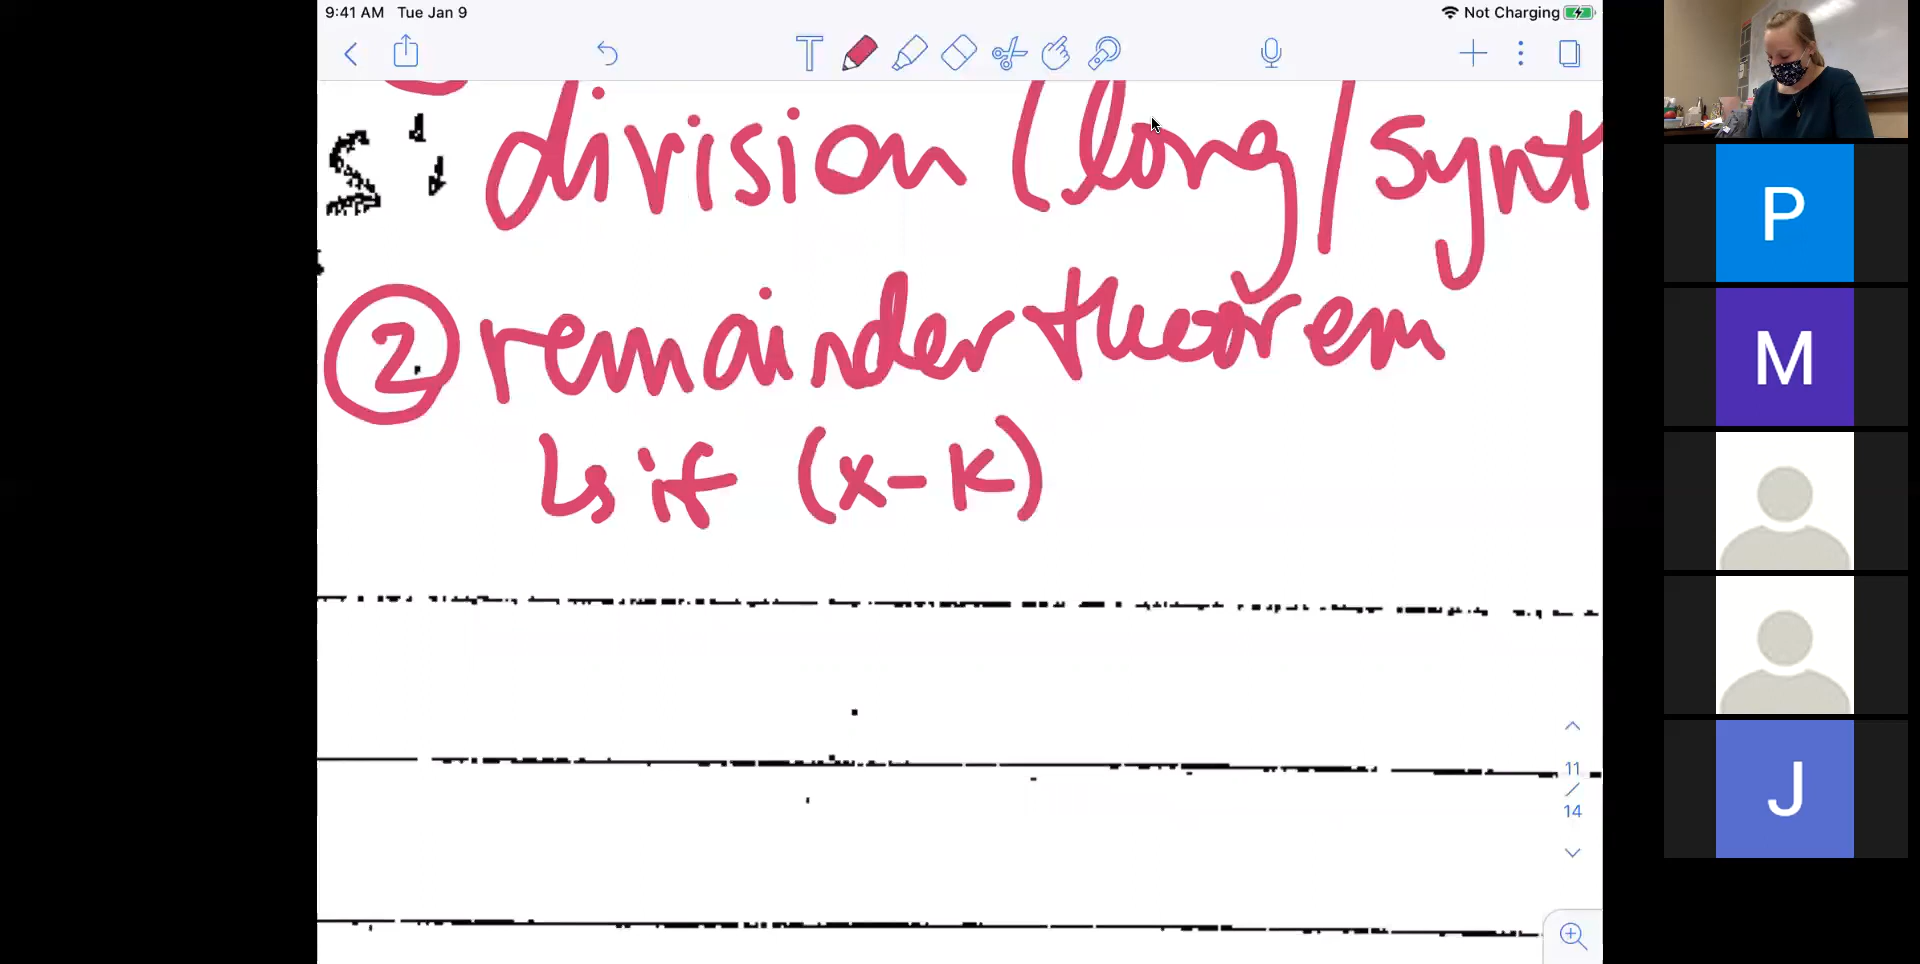 9:41 AM Tue Jan 9
Not Charging
T
S
division (long/synt
2 remainder theorem
↳ if (x-k)
11
/
14
P
M
J